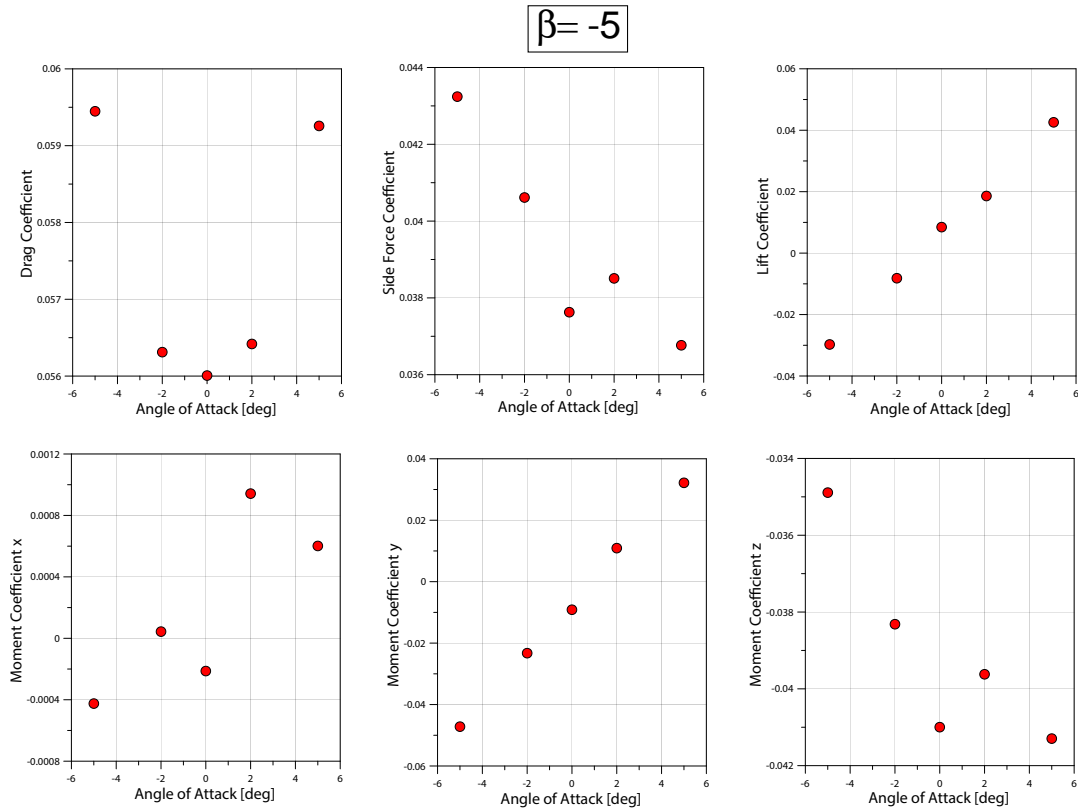 β= -5
0.06
0.059
0.058
0.057
0.056
Drag Coefficient
-6 -4 -2 0 2 4 6
Angle of Attack [deg]
0.044
0.042
0.04
0.038
0.036
Side Force Coefficient
-6 -4 -2 0 2 4 6
Angle of Attack [deg]
0.06
0.04
0.02
0
-0.02
-0.04
Lift Coefficient
-6 -4 -2 0 2 4 6
Angle of Attack [deg]
0.0012
0.0008
0.0004
0
-0.0004
-0.0008
Moment Coefficient x
-6 -4 -2 0 2 4 6
Angle of Attack [deg]
0.04
0.02
0
-0.02
-0.04
-0.06
Moment Coefficient y
-6 -4 -2 0 2 4 6
Angle of Attack [deg]
-0.034
-0.036
-0.038
-0.04
-0.042
Moment Coefficient z
-6 -4 -2 0 2 4 6
Angle of Attack [deg]